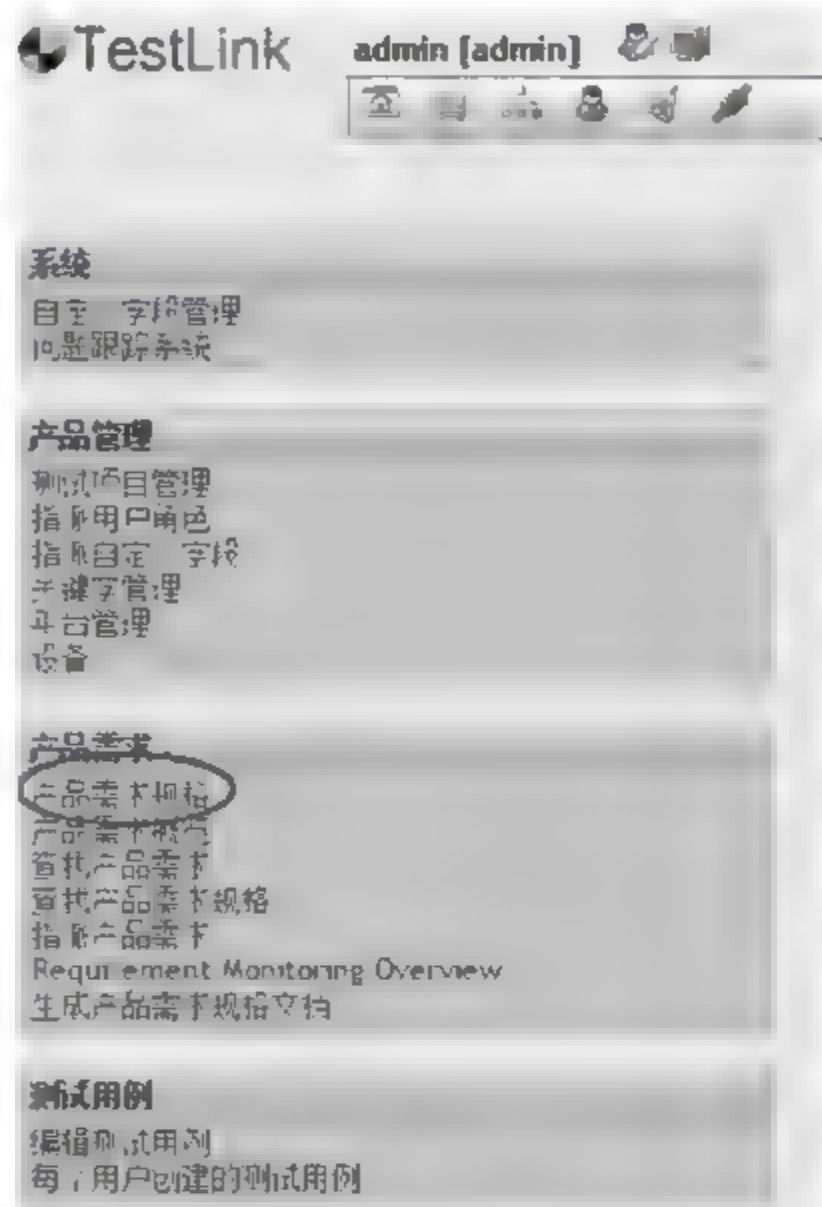 TestLink
admin [admin]
系统
自定义字段管理
问题跟踪系统
产品管理
测试项目管理
指派用户角色
指派自定义字段
关键字管理
平台管理
设备
产品需求
产品需求规格
产品需求概览
查找产品需求
查找产品需求规格
指派产品需求
Requirement Monitoring Overview
生成产品需求规格文档
测试用例
编辑测试用例
每个用户创建的测试用例